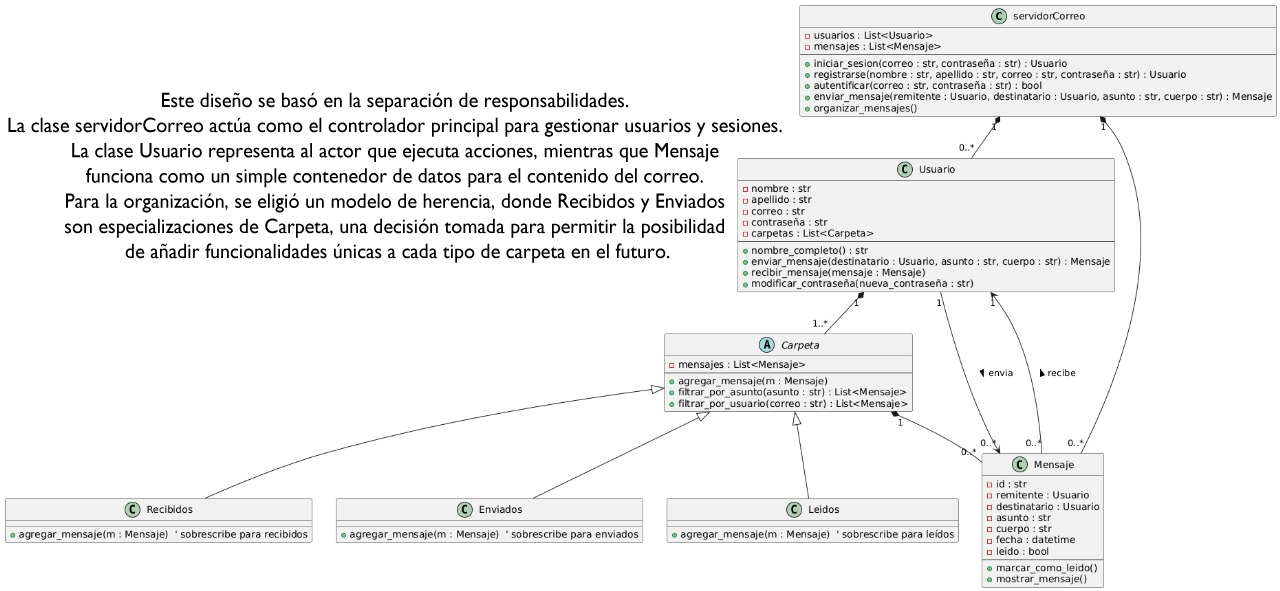 C servidorCorreo
usuarios : List<Usuario>
mensajes : List<Mensaje>
iniciar_sesion(correo : str, contraseña : str) : Usuario
registrarse(nombre : str, apellido : str, correo : str, contraseña : str) : Usuario
autentificar(correo : str, contraseña : str) : bool
enviar_mensaje(remitente : Usuario, destinatario : Usuario, asunto : str, cuerpo : str) : Mensaje
organizar_mensajes()
Este diseño se basó en la separación de responsabilidades.
La clase servidorCorreo actúa como el controlador principal para gestionar usuarios y sesiones.
La clase Usuario representa al actor que ejecuta acciones, mientras que Mensaje
funciona como un simple contenedor de datos para el contenido del correo.
Para la organización, se eligió un modelo de herencia, donde Recibidos y Enviados
son especializaciones de Carpeta, una decisión tomada para permitir la posibilidad
de añadir funcionalidades únicas a cada tipo de carpeta en el futuro.
1
1
0..*
C Usuario
nombre : str
apellido : str
correo : str
contraseña : str
carpetas : List<Carpeta>
nombre_completo() : str
enviar_mensaje(destinatario : Usuario, asunto : str, cuerpo : str) : Mensaje
recibir_mensaje(mensaje : Mensaje)
modificar_contraseña(nueva_contraseña : str)
1
1
1
1..*
A Carpeta
mensajes : List<Mensaje>
agregar_mensaje(m : Mensaje)
filtrar_por_asunto(asunto : str) : List<Mensaje>
filtrar_por_usuario(correo : str) : List<Mensaje>
envia
recibe
1
0..*
0..*
0..*
0..*
C Mensaje
id : str
remitente : Usuario
destinatario : Usuario
asunto : str
cuerpo : str
fecha : datetime
leido : bool
marcar_como_leido()
mostrar_mensaje()
C Recibidos
agregar_mensaje(m : Mensaje) ' sobrescribe para recibidos
C Enviados
agregar_mensaje(m : Mensaje) ' sobrescribe para enviados
C Leidos
agregar_mensaje(m : Mensaje) ' sobrescribe para leídos